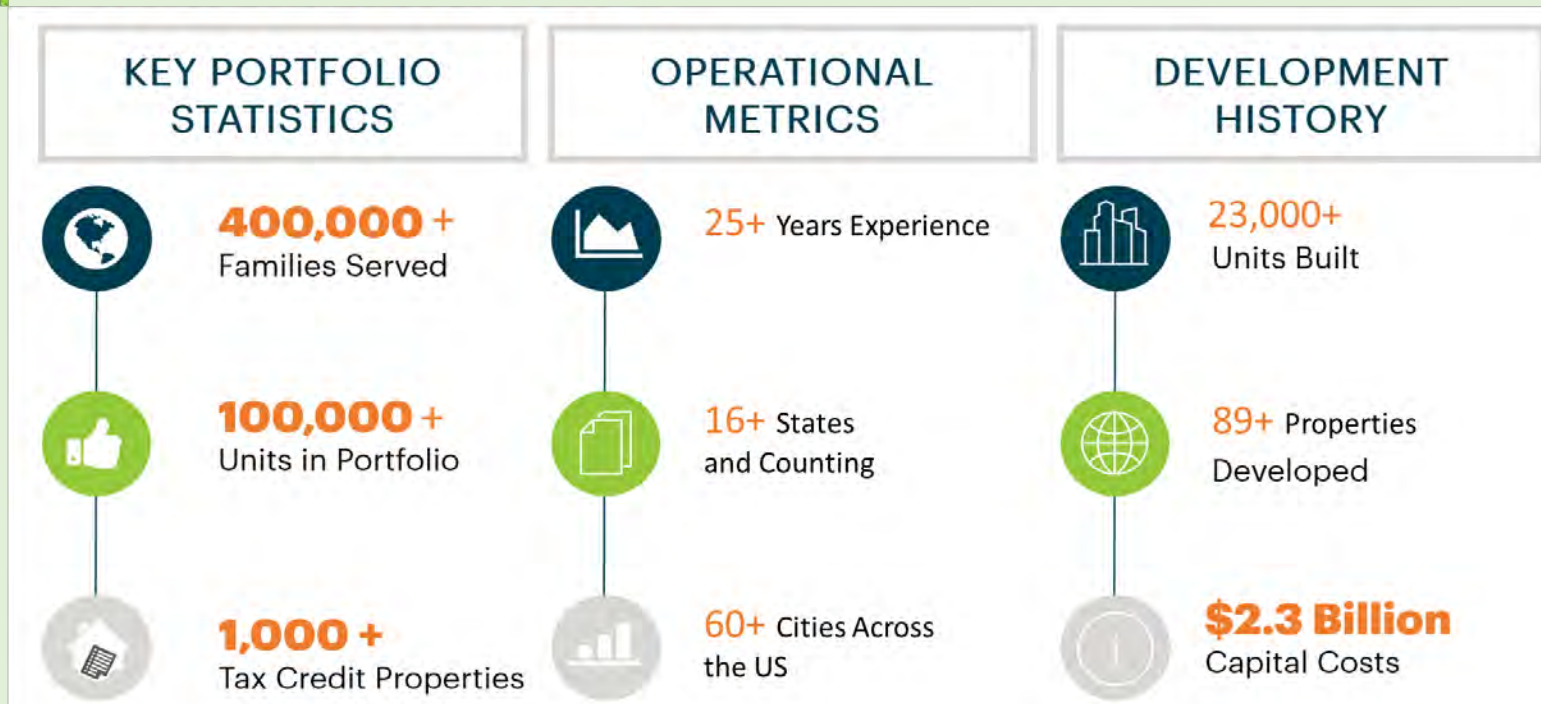 KEY PORTFOLIO
STATISTICS
400,000 +
Families Served
100,000 +
Units in Portfolio
1,000 +
Tax Credit Properties
OPERATIONAL
METRICS
25+ Years Experience
16+ States
and Counting
60+ Cities Across
the US
DEVELOPMENT
HISTORY
23,000+
Units Built
89+ Properties
Developed
$2.3 Billion
Capital Costs